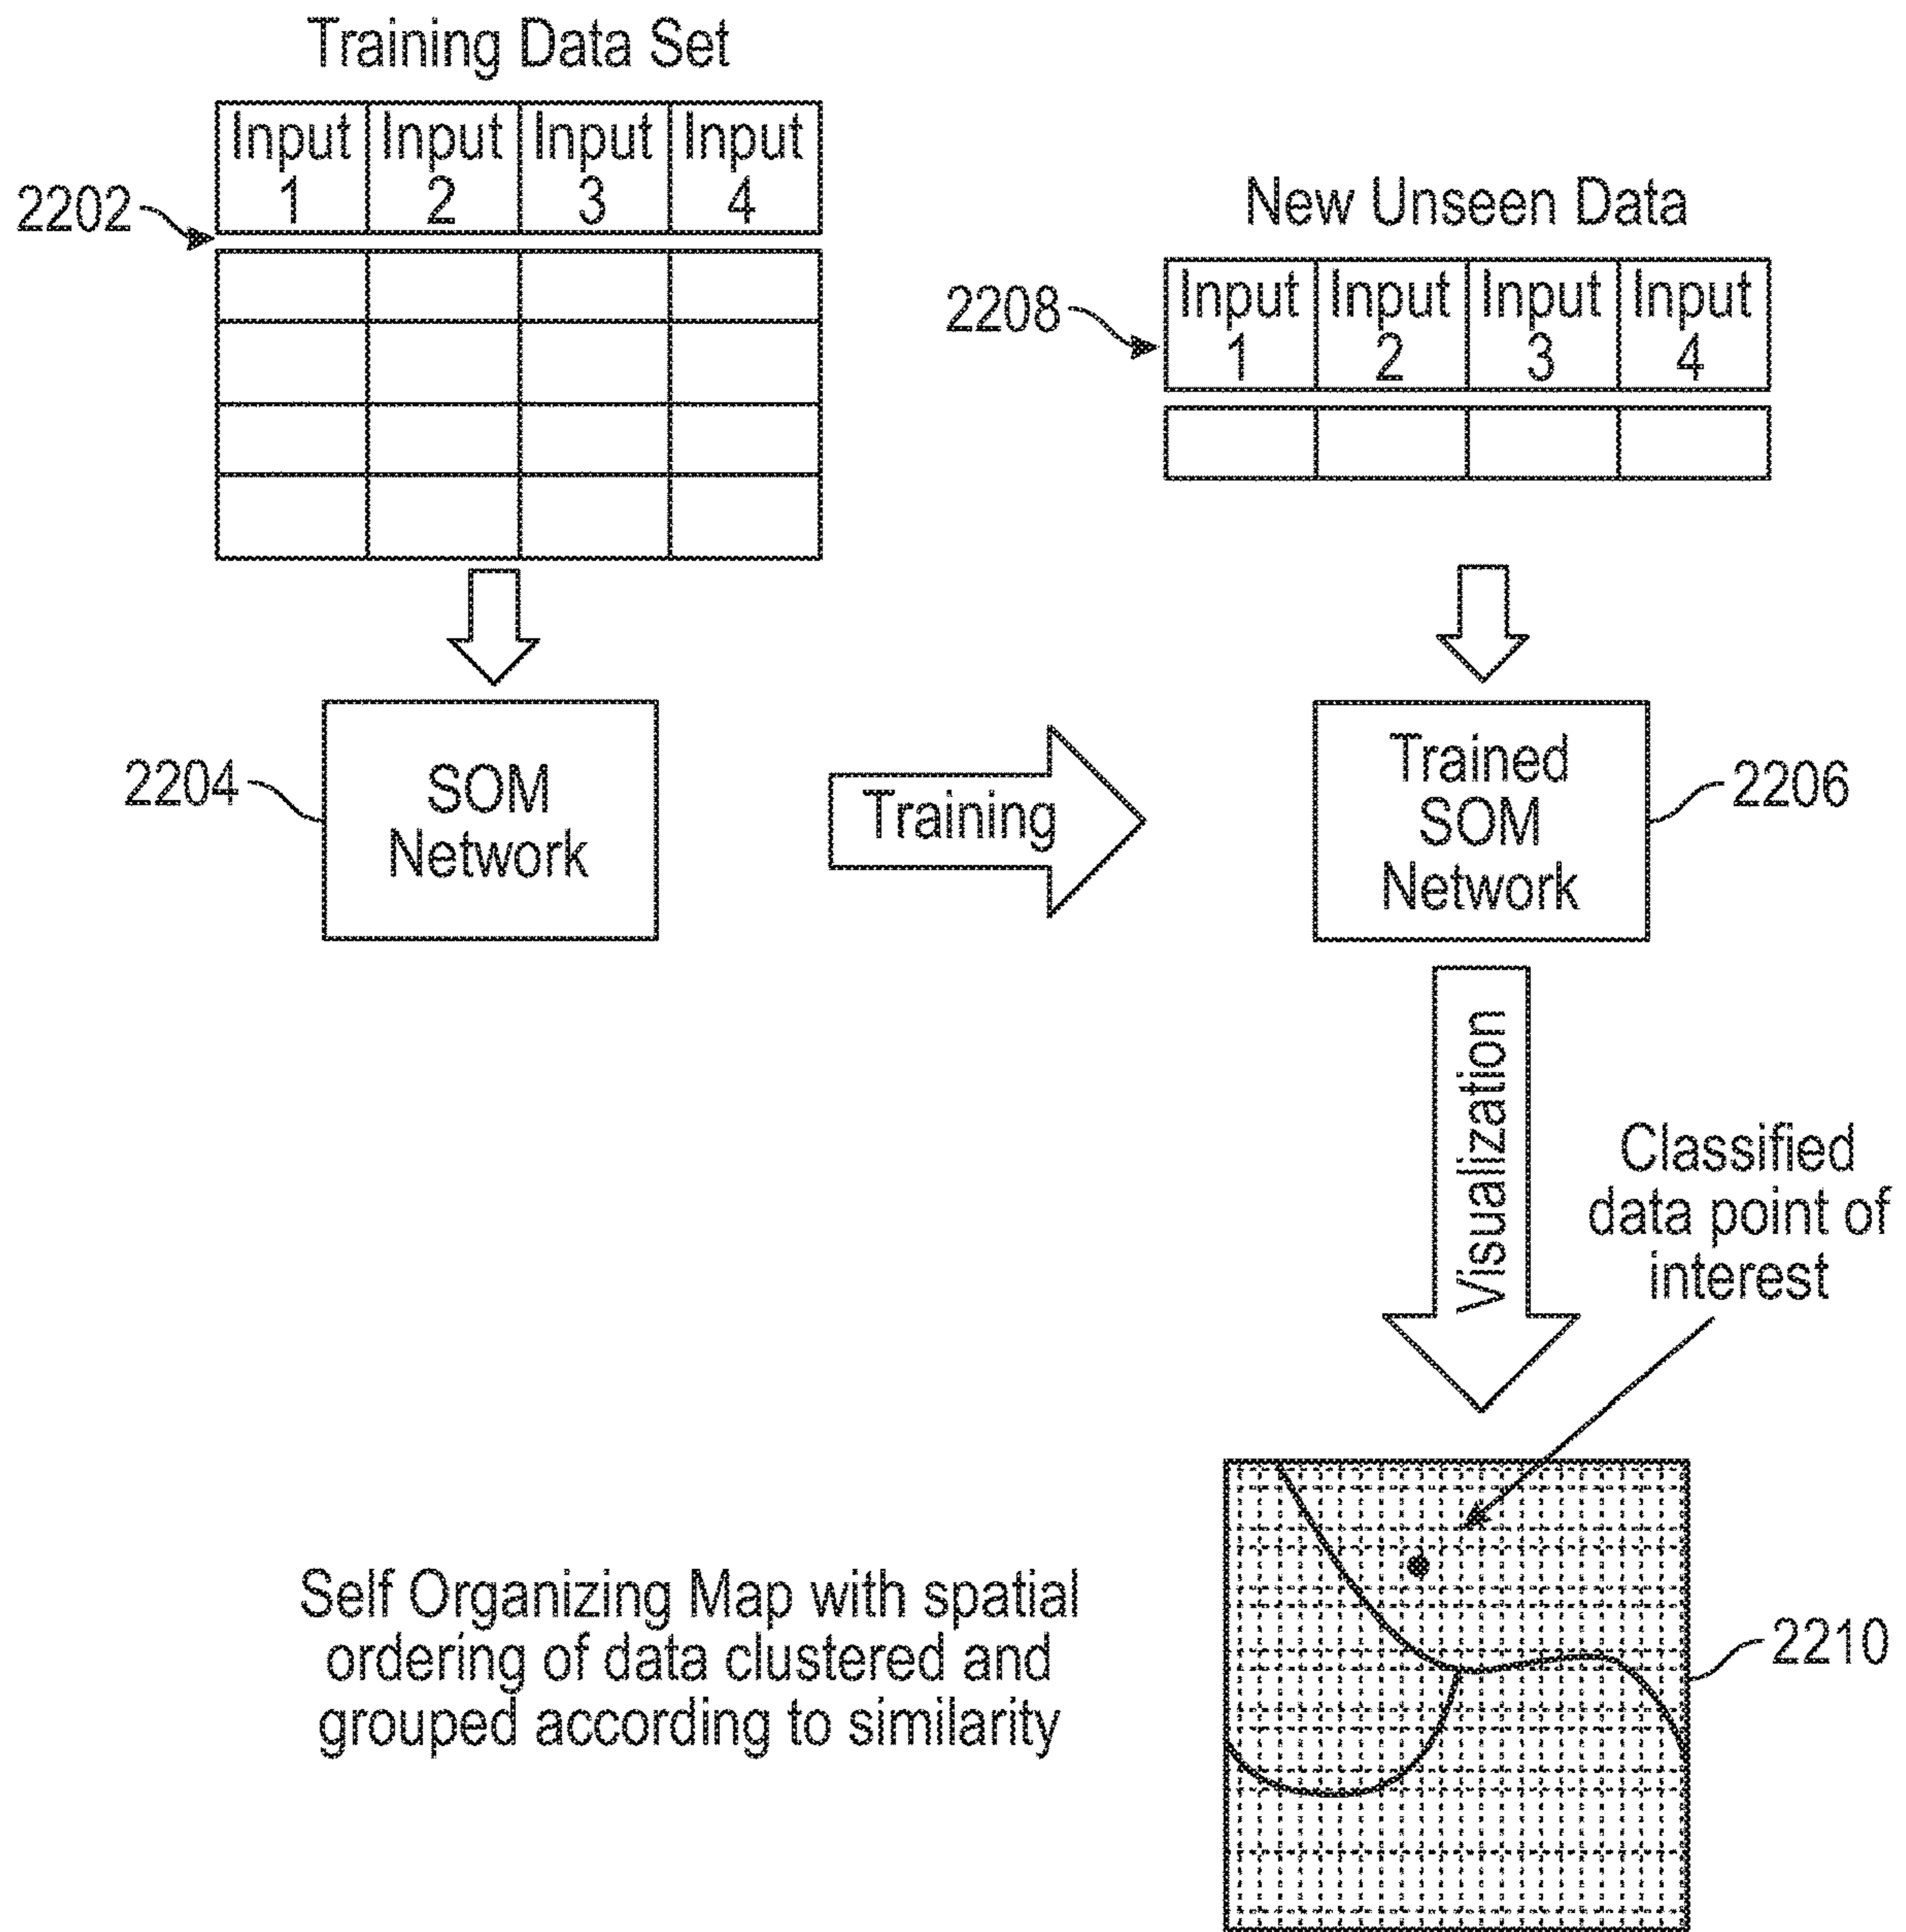 Training Data Set
Input Input Input Input
1 2 3 4
2202
New Unseen Data
2208
Input Input Input Input
1 2 3 4
2204
SOM
Network
Training
Trained
SOM
Network
2206
Visualization
Classified
data point of
interest
Self Organizing Map with spatial
ordering of data clustered and
grouped according to similarity
2210